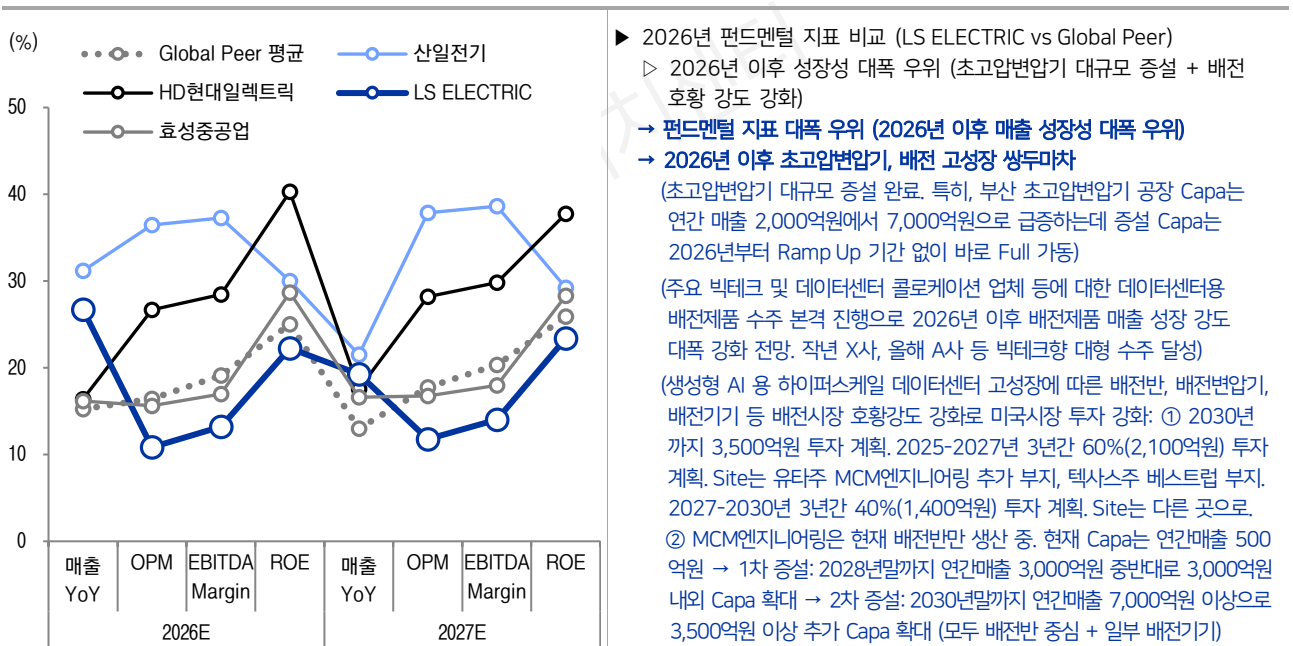 (%)
Global Peer 평균
산일전기
HD현대일렉트릭
LS ELECTRIC
효성중공업
50
40
30
20
10
0
매출 YoY
OPM
EBITDA Margin
ROE
매출 YoY
OPM
EBITDA Margin
ROE
2026E
2027E
▶ 2026년 펀드멘털 지표 비교 (LS ELECTRIC vs Global Peer)
▷ 2026년 이후 성장성 대폭 우위 (초고압변압기 대규모 증설 + 배전
호황 강도 강화)
→ 펀드멘털 지표 대폭 우위 (2026년 이후 매출 성장성 대폭 우위)
→ 2026년 이후 초고압변압기, 배전 고성장 쌍두마차
(초고압변압기 대규모 증설 완료. 특히, 부산 초고압변압기 공장 Capa는
연간 매출 2,000억원에서 7,000억원으로 급증하는데 증설 Capa는
2026년부터 Ramp Up 기간 없이 바로 Full 가동)
(주요 빅테크 및 데이터센터 콜로케이션 업체 등에 대한 데이터센터용
배전제품 수주 본격 진행으로 2026년 이후 배전제품 매출 성장 강도
대폭 강화 전망. 작년 X사, 올해 A사 등 빅테크향 대형 수주 달성)
(생성형 AI 용 하이퍼스케일 데이터센터 고성장에 따른 배전반, 배전변압기,
배전기기 등 배전시장 호황강도 강화로 미국시장 투자 강화: ① 2030년
까지 3,500억원 투자 계획. 2025-2027년 3년간 60%(2,100억원) 투자
계획. Site는 유타주 MCM엔지니어링 추가 부지, 텍사스주 베스트럽 부지.
2027-2030년 3년간 40%(1,400억원) 투자 계획. Site는 다른 곳으로.
② MCM엔지니어링은 현재 배전반만 생산 중. 현재 Capa는 연간매출 500
억원 → 1차 증설: 2028년말까지 연간매출 3,000억원 중반대로 3,000억원
내외 Capa 확대 → 2차 증설: 2030년말까지 연간매출 7,000억원 이상으로
3,500억원 이상 추가 Capa 확대 (모두 배전반 중심 + 일부 배전기기)